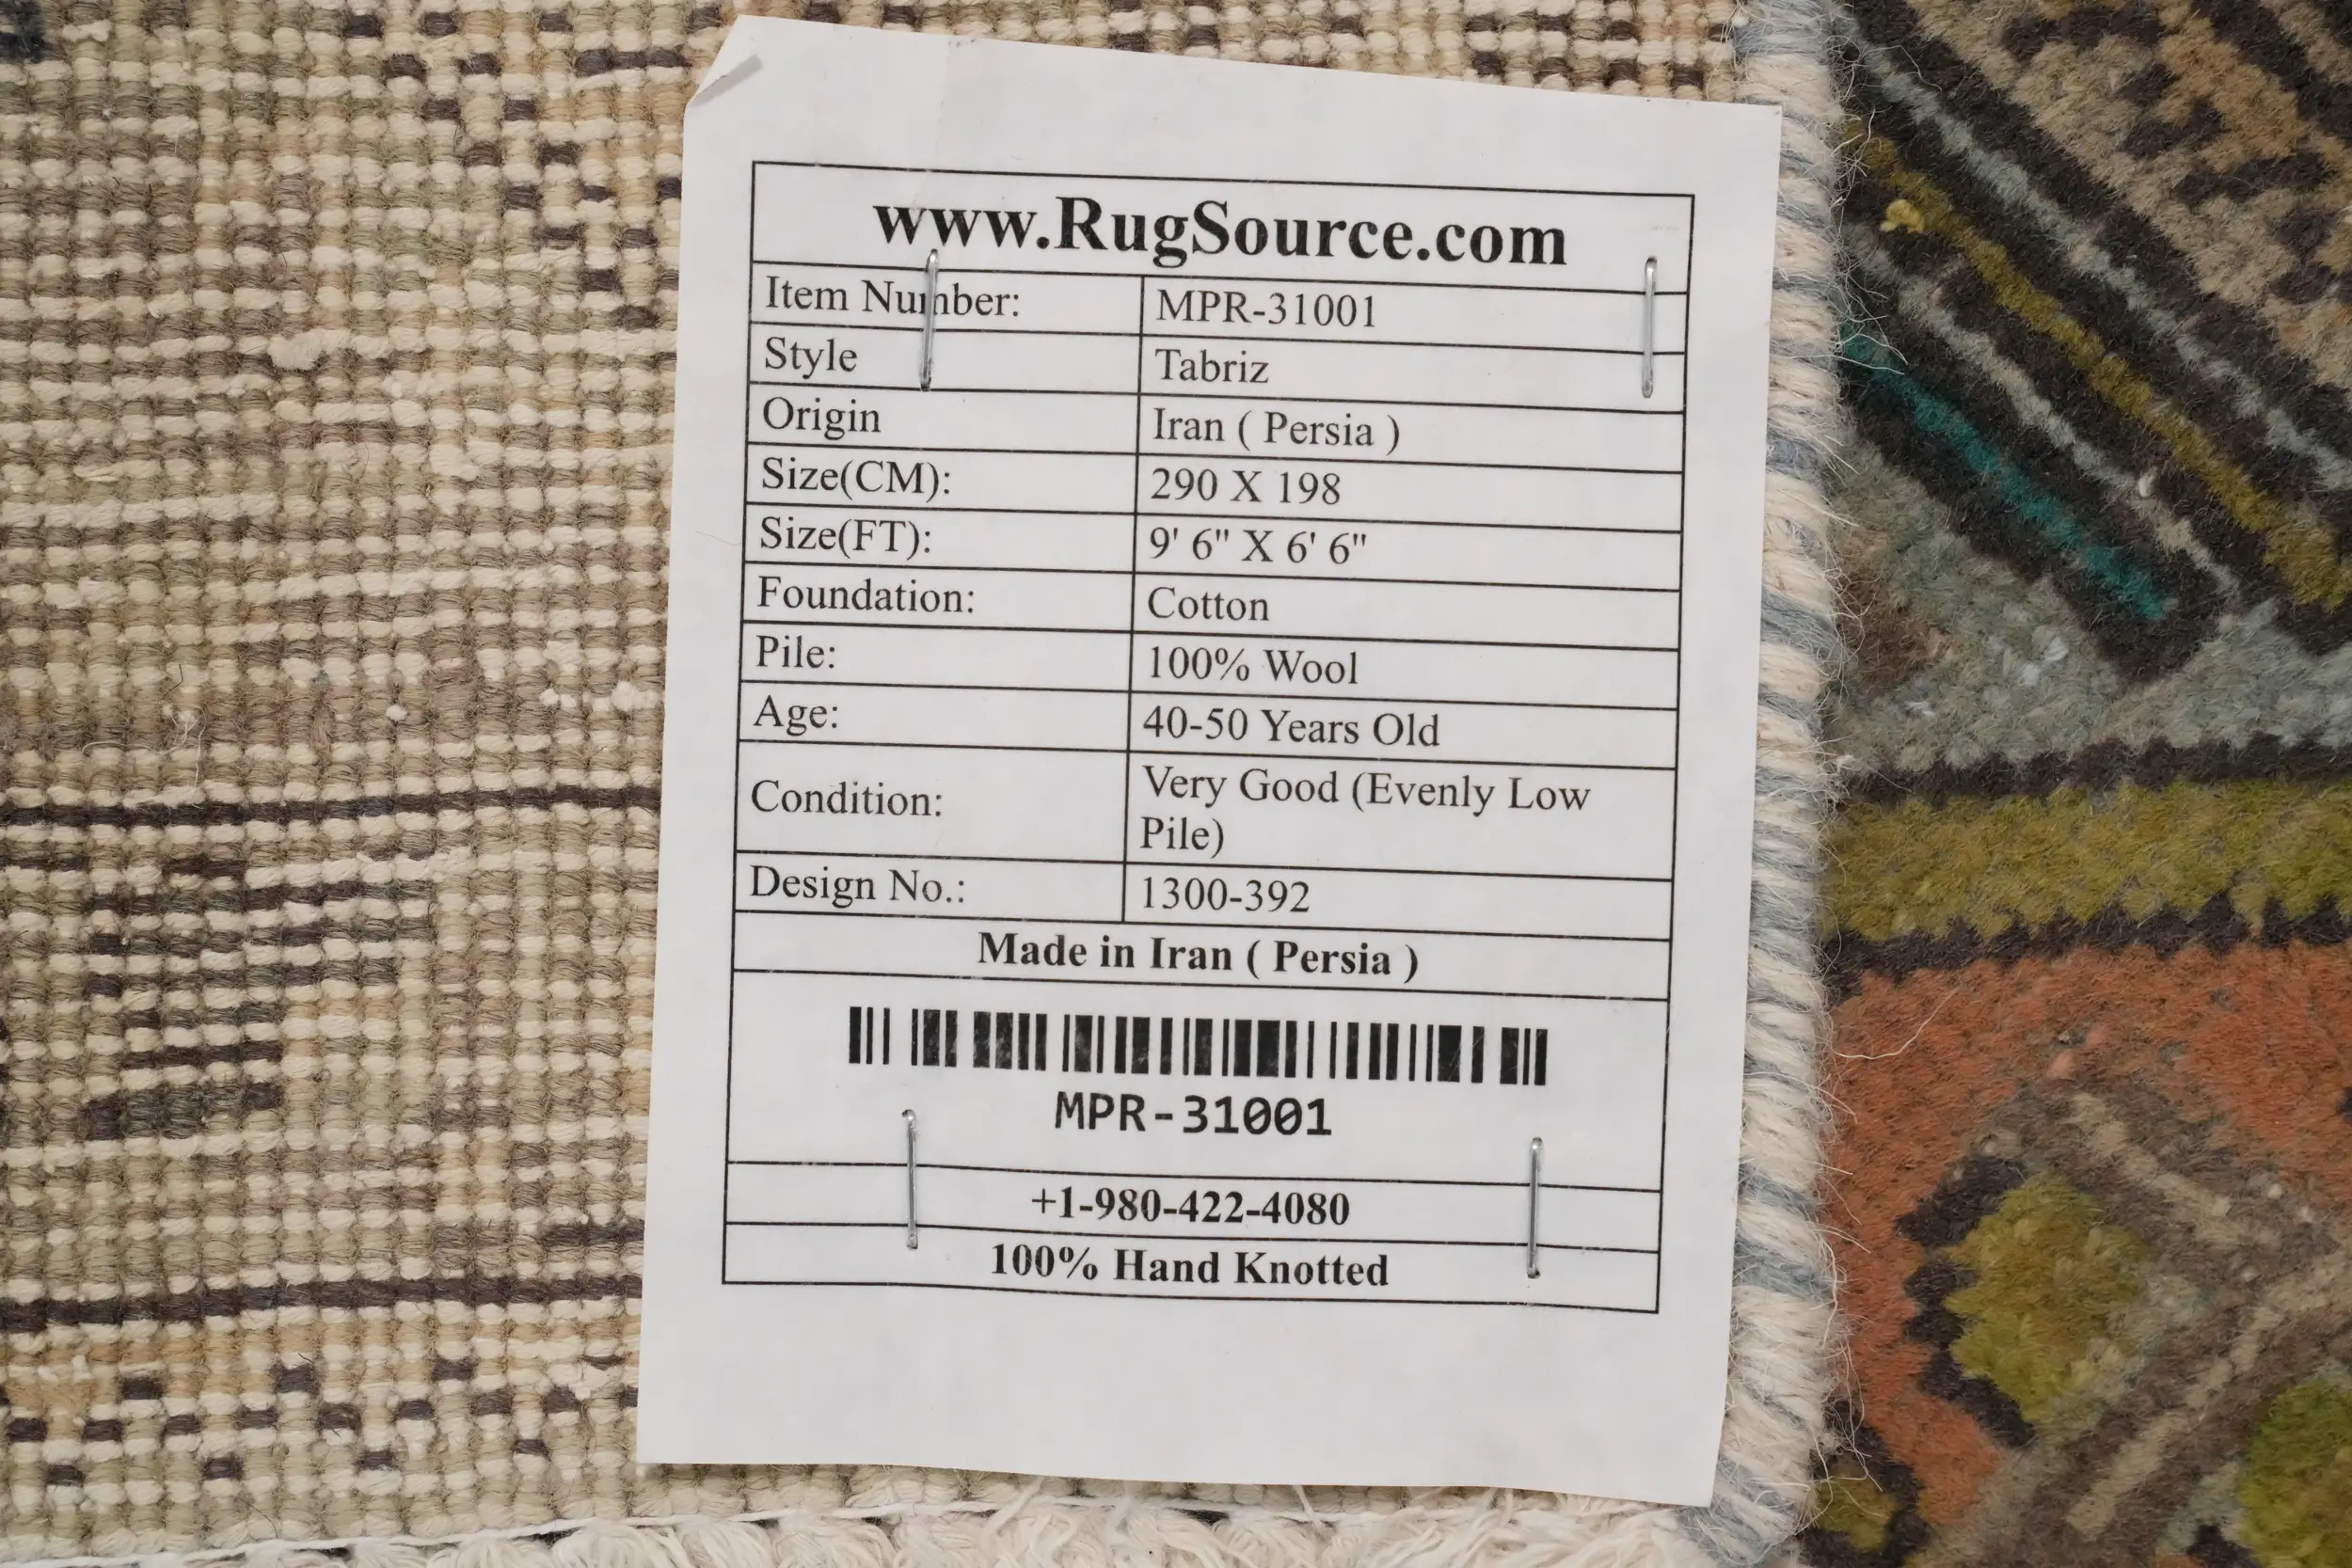 www.RugSource.com
Item Number: MPR-31001
Style Tabriz
Origin Iran ( Persia )
Size(CM): 290 X 198
Size(FT): 9' 6" X 6' 6"
Foundation: Cotton
Pile: 100% Wool
Age: 40-50 Years Old
Condition: Very Good (Evenly Low
Pile)
Design No.: 1300-392
Made in Iran ( Persia )
MPR-31001
+1-980-422-4080
100% Hand Knotted